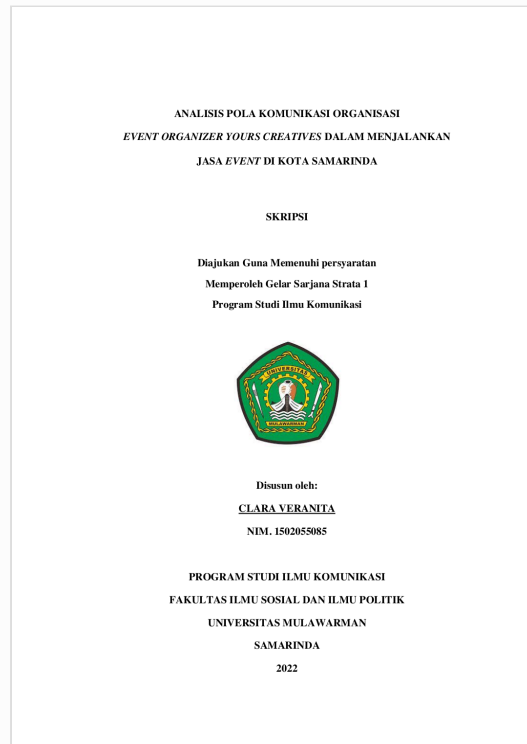 ANALISIS POLA KOMUNIKASI ORGANISASI
EVENT ORGANIZER YOURS CREATIVES DALAM MENJALANKAN
JASA EVENT DI KOTA SAMARINDA
SKRIPSI
Diajukan Guna Memenuhi persyaratan
Memperoleh Gelar Sarjana Strata 1
Program Studi Ilmu Komunikasi
UNIVERSITAS
MULAWARMAN
Disusun oleh:
CLARA VERANITA
NIM. 1502055085
PROGRAM STUDI ILMU KOMUNIKASI
FAKULTAS ILMU SOSIAL DAN ILMU POLITIK
UNIVERSITAS MULAWARMAN
SAMARINDA
2022